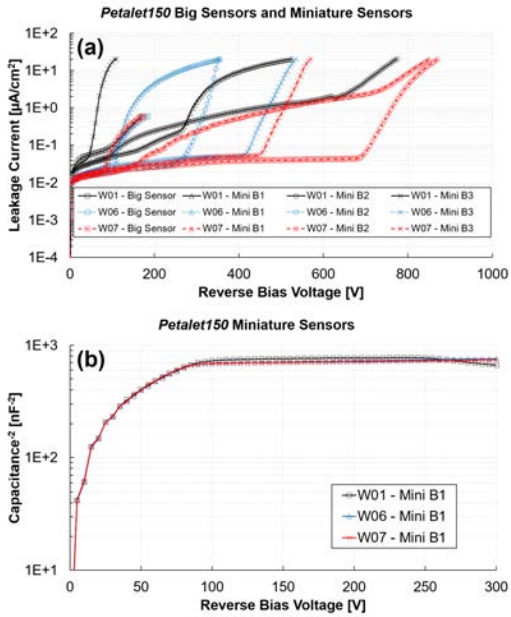 Petalet150 Big Sensors and Miniature Sensors
(a)
Leakage Current [µA/cm²]
1E+2
1E+1
1E+0
1E-1
1E-2
1E-3
1E-4
W01 - Big Sensor W01 - Mini B1 W01 - Mini B2 W01 - Mini B3
W06 - Big Sensor W06 - Mini B1 W06 - Mini B2 W06 - Mini B3
W07 - Big Sensor W07 - Mini B1 W07 - Mini B2 W07 - Mini B3
0 200 400 600 800 1000
Reverse Bias Voltage [V]
Petalet150 Miniature Sensors
(b)
Capacitance⁻² [nF⁻²]
1E+3
1E+2
1E+1
W01 - Mini B1
W06 - Mini B1
W07 - Mini B1
0 50 100 150 200 250 300
Reverse Bias Voltage [V]